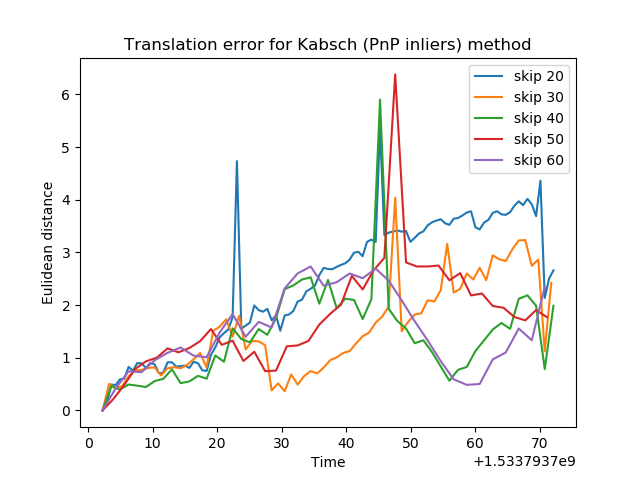 Translation error for Kabsch (PnP inliers) method
skip 20
skip 30
skip 40
skip 50
skip 60
Eulidean distance
6
5
4
3
2
1
0
0 10 20 30 40 50 60 70
Time
+1.5337937e9